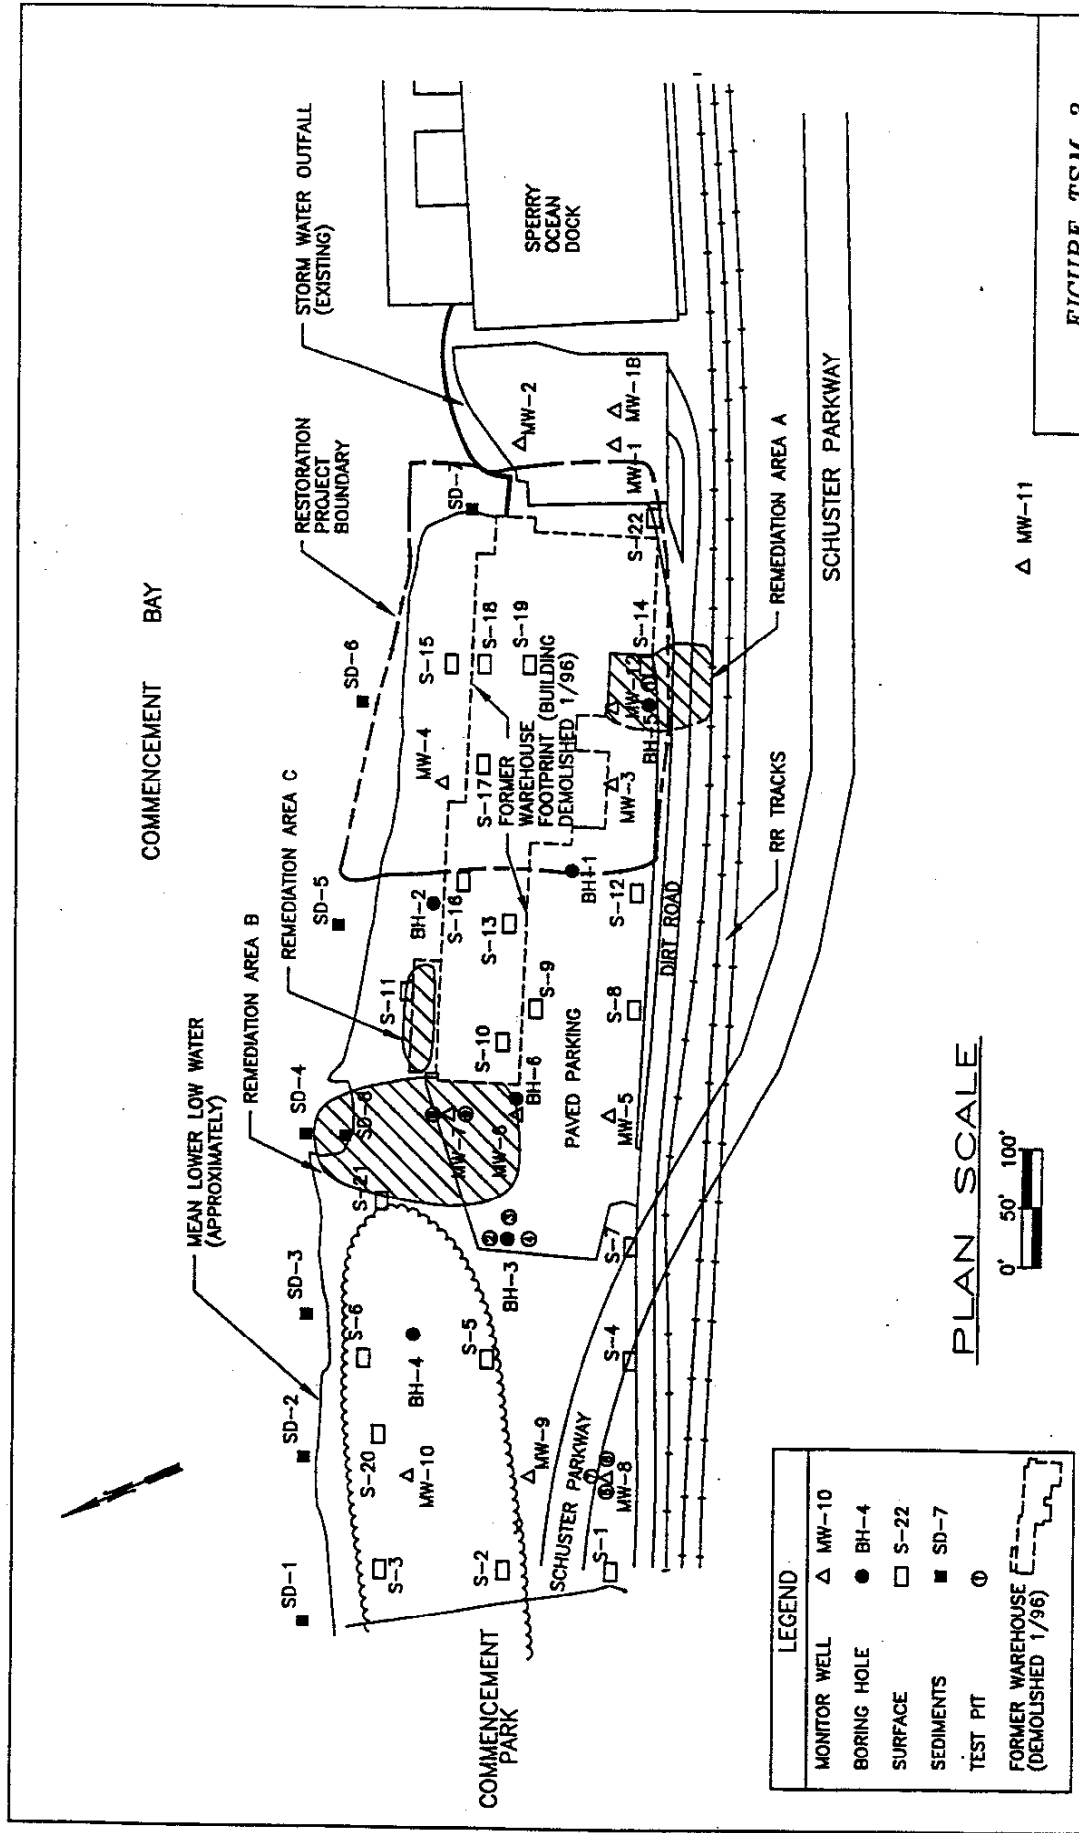 COMMENCEMENT BAY
MEAN LOWER LOW WATER
(APPROXIMATELY)
REMEDIATION AREA B
REMEDIATION AREA C
RESTORATION
PROJECT
BOUNDARY
STORM WATER OUTFALL
(EXISTING)
SD-1
SD-2
SD-3
SD-4
SD-5
SD-6
SD-8
SPERRY
OCEAN
DOCK
S-3
S-20
S-6
S-21
S-11
BH-2
MW-4
S-15
MW-10
BH-4
MW-7
S-16
S-17
S-18
MW-2
S-2
S-5
BH-3
②
③
④
MW-6
BH-6
S-10
S-13
S-9
FORMER
WAREHOUSE
FOOTPRINT (BUILDING
DEMOLISHED 1/96)
S-19
COMMENCEMENT
PARK
MW-9
PAVED PARKING
BH-1
MW-3
MW-12
S-14
BH-5
S-22
MW-1
MW-1B
SCHUSTER PARKWAY
S-1
MW-8
S-4
S-7
MW-5
S-8
S-12
DIRT ROAD
RR TRACKS
REMEDIATION AREA A
SCHUSTER PARKWAY
MW-11
PLAN SCALE
0' 50' 100'
LEGEND
MONITOR WELL MW-10
BORING HOLE BH-4
SURFACE S-22
SEDIMENTS SD-7
TEST PIT ①
FORMER WAREHOUSE
(DEMOLISHED 1/96)
FIGURE TSM